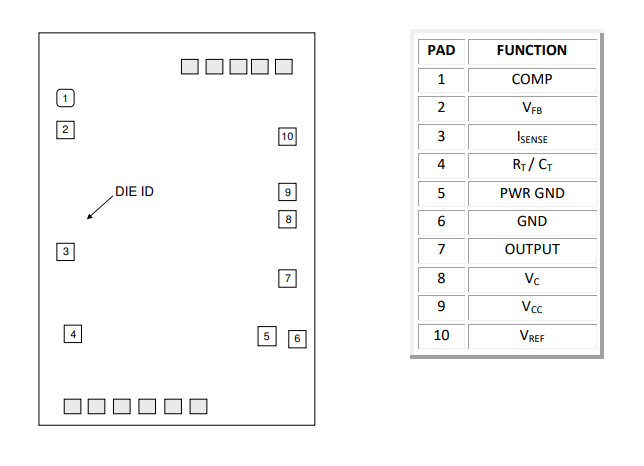 1
2
10
DIE ID
9
8
3
7
4
5
6
PAD FUNCTION
1 COMP
2 VFB
3 ISENSE
4 RT / CT
5 PWR GND
6 GND
7 OUTPUT
8 VC
9 VCC
10 VREF